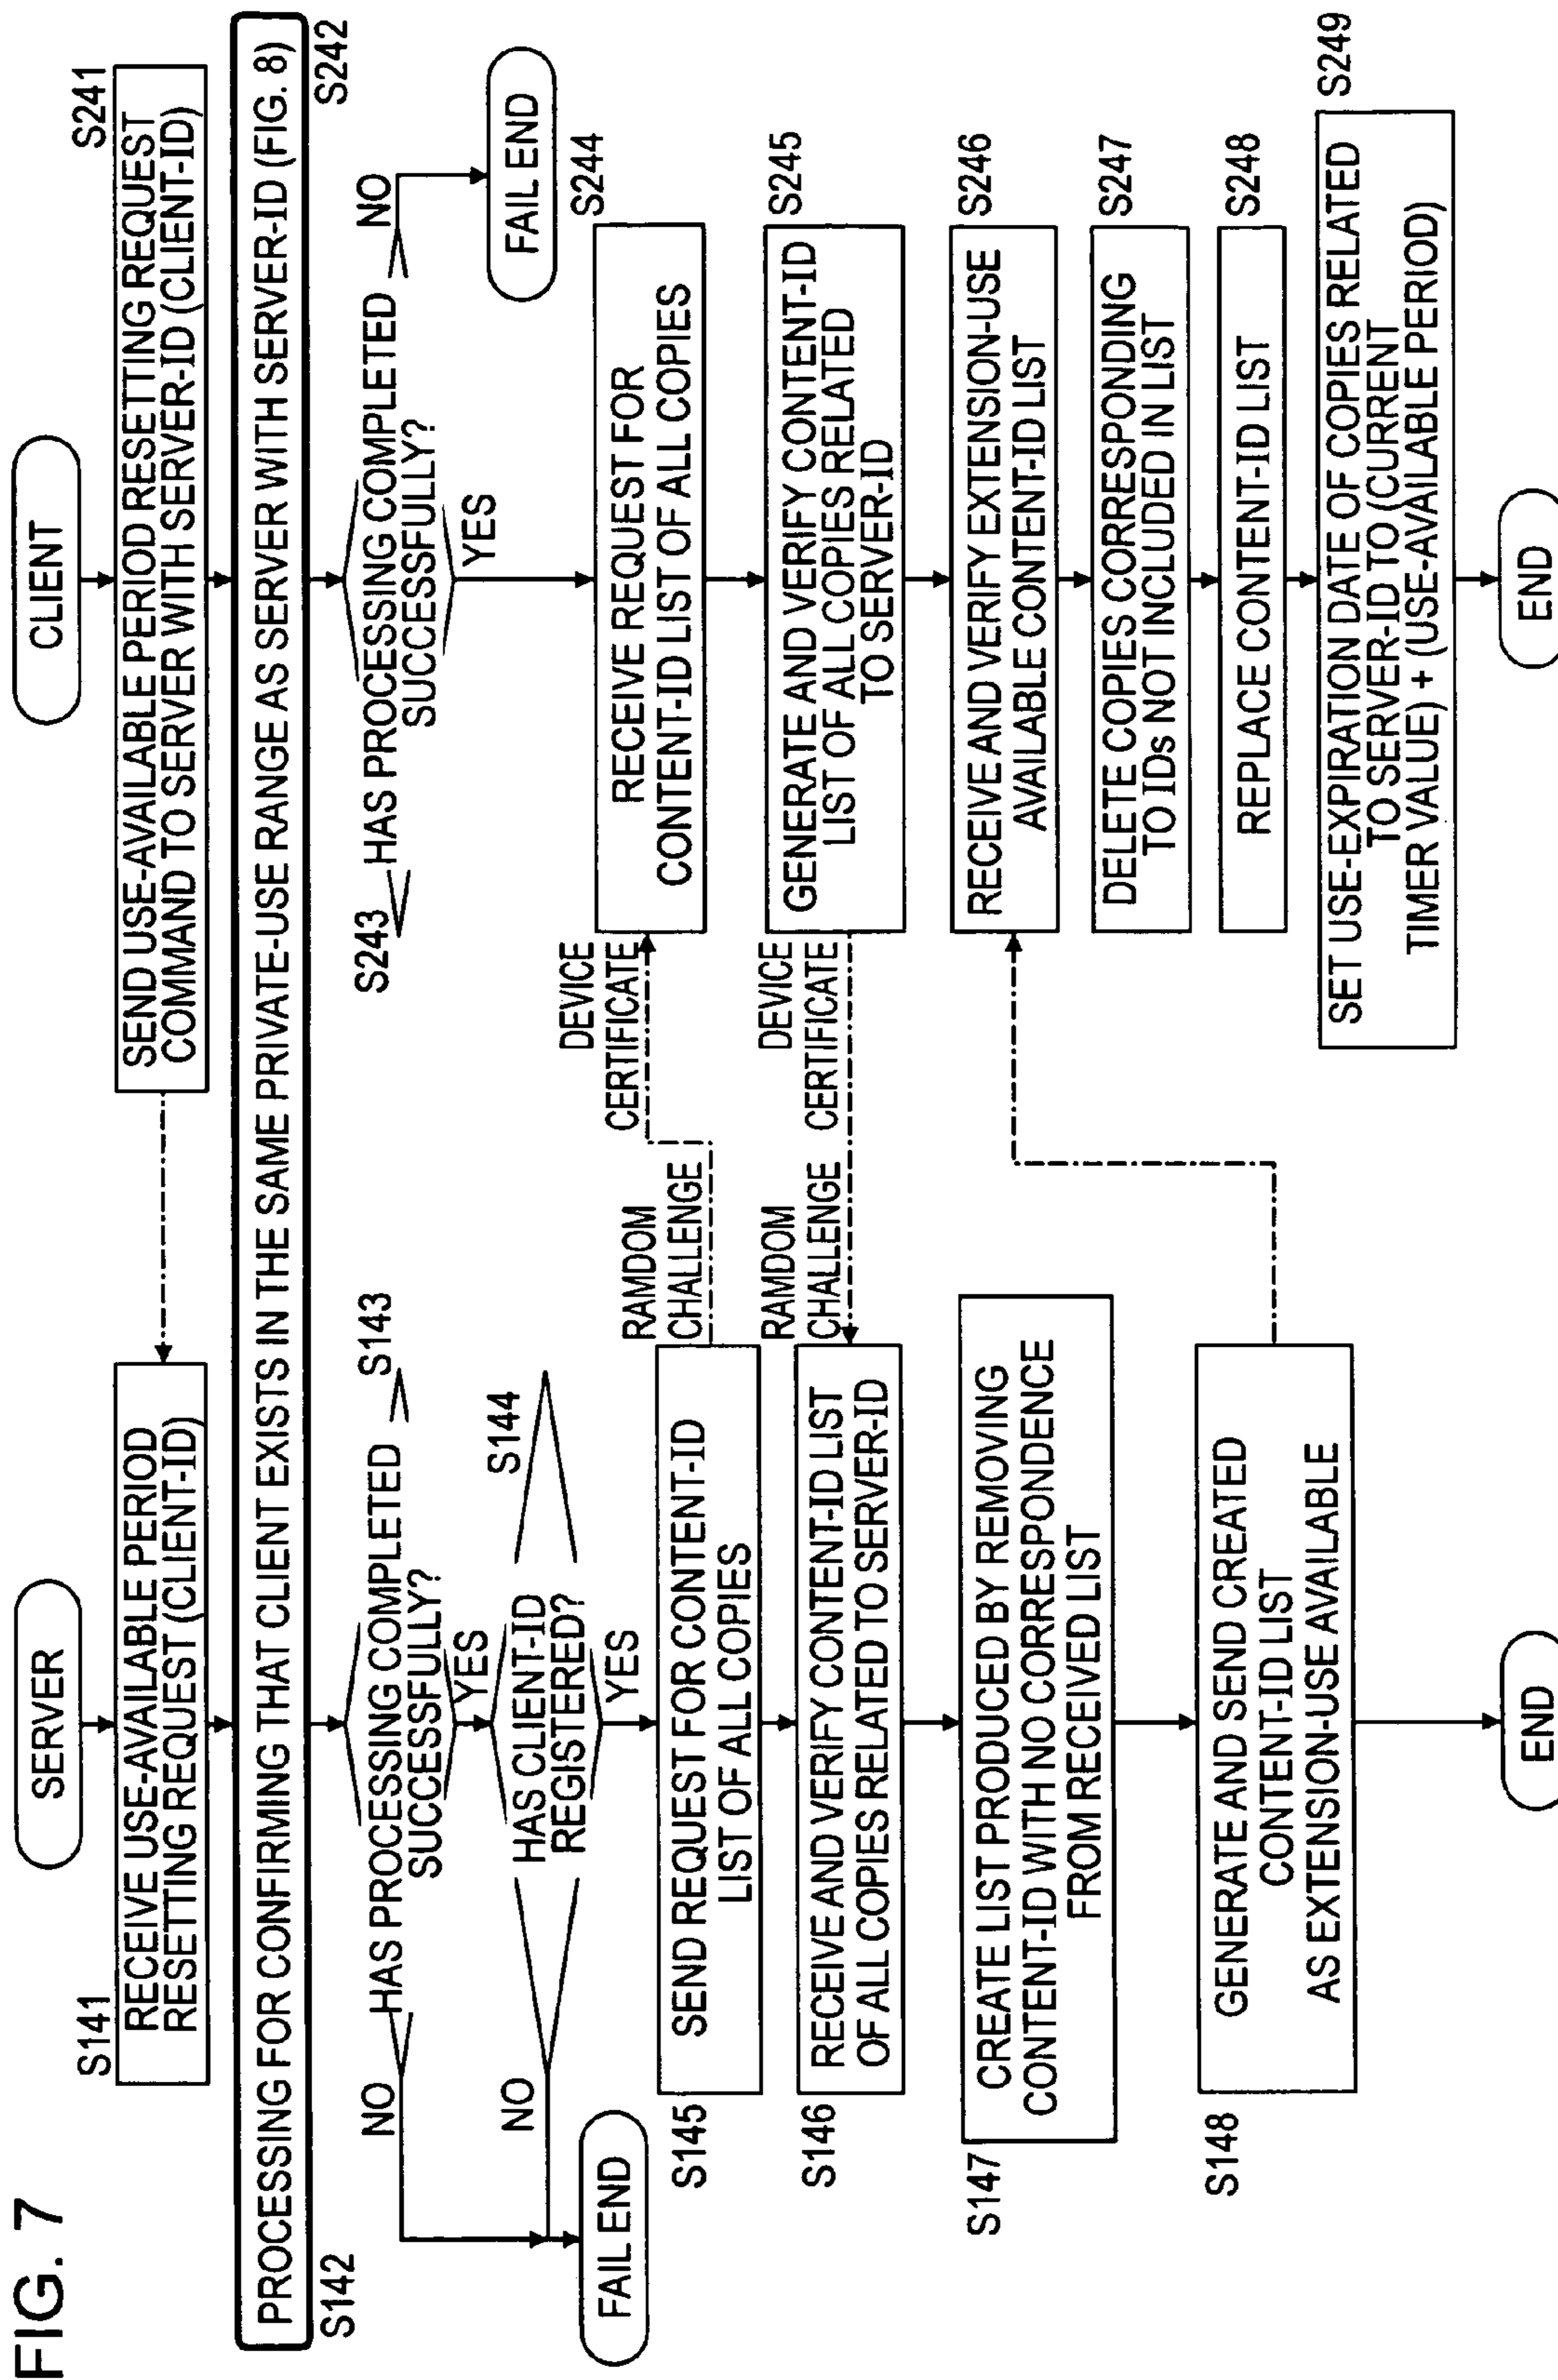 FIG. 7
SERVER
CLIENT
S141
RECEIVE USE-AVAILABLE PERIOD
RESETTING REQUEST (CLIENT-ID)
S241
SEND USE-AVAILABLE PERIOD RESETTING REQUEST
COMMAND TO SERVER WITH SERVER-ID (CLIENT-ID)
PROCESSING FOR CONFIRMING THAT CLIENT EXISTS IN THE SAME PRIVATE-USE RANGE AS SERVER WITH SERVER-ID (FIG. 8)
S142
S242
NO
HAS PROCESSING COMPLETED
SUCCESSFULLY?
S143
YES
S243
HAS PROCESSING COMPLETED
SUCCESSFULLY?
NO
YES
FAIL END
NO
HAS CLIENT-ID
REGISTERED?
S144
YES
FAIL END
S145
SEND REQUEST FOR CONTENT-ID
LIST OF ALL COPIES
RAMDOM
CHALLENGE
DEVICE
CERTIFICATE
S244
RECEIVE REQUEST FOR
CONTENT-ID LIST OF ALL COPIES
S146
RECEIVE AND VERIFY CONTENT-ID LIST
OF ALL COPIES RELATED TO SERVER-ID
RAMDOM
CHALLENGE
DEVICE
CERTIFICATE
S245
GENERATE AND VERIFY CONTENT-ID
LIST OF ALL COPIES RELATED
TO SERVER-ID
S147
CREATE LIST PRODUCED BY REMOVING
CONTENT-ID WITH NO CORRESPONDENCE
FROM RECEIVED LIST
S246
RECEIVE AND VERIFY EXTENSION-USE
AVAILABLE CONTENT-ID LIST
S247
DELETE COPIES CORRESPONDING
TO IDs NOT INCLUDED IN LIST
S148
GENERATE AND SEND CREATED
CONTENT-ID LIST
AS EXTENSION-USE AVAILABLE
S248
REPLACE CONTENT-ID LIST
S249
SET USE-EXPIRATION DATE OF COPIES RELATED
TO SERVER-ID TO (CURRENT
TIMER VALUE) + (USE-AVAILABLE PERIOD)
END
END